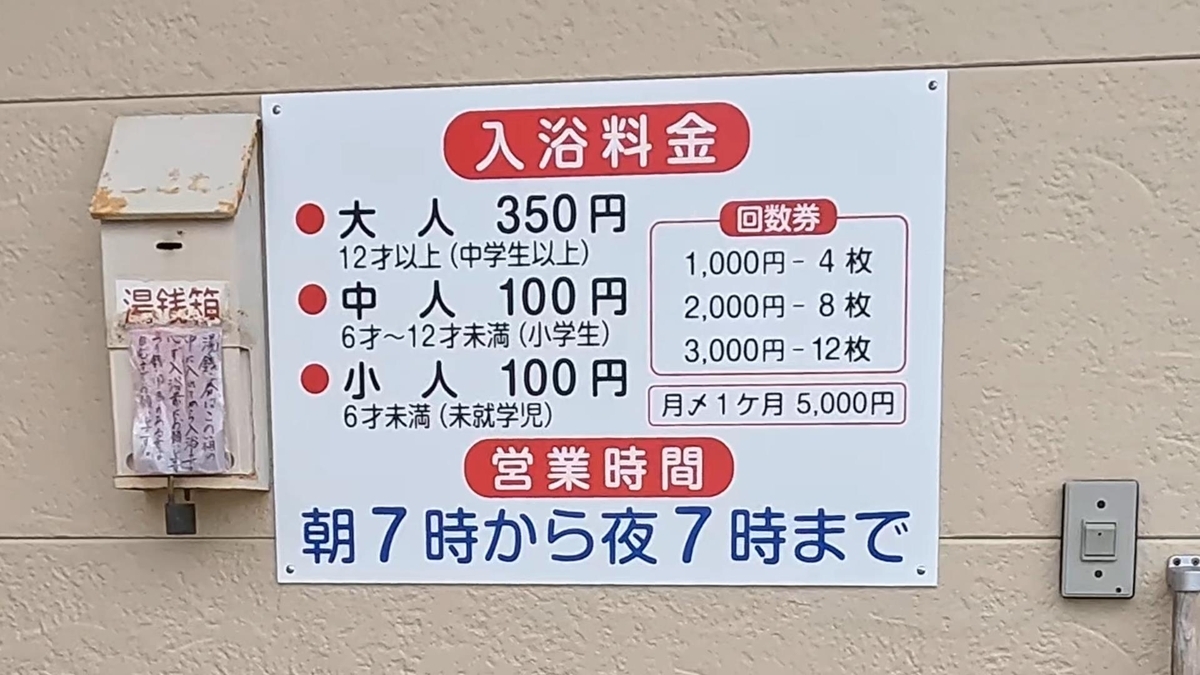 入浴料金
大人 350円
12才以上(中学生以上)
中人 100円
6才〜12才未満(小学生)
小人 100円
6才未満(未就学児)
回数券
1,000円-4枚
2,000円-8枚
3,000円-12枚
月〆1ケ月 5,000円
営業時間
朝7時から夜7時まで
湯銭箱